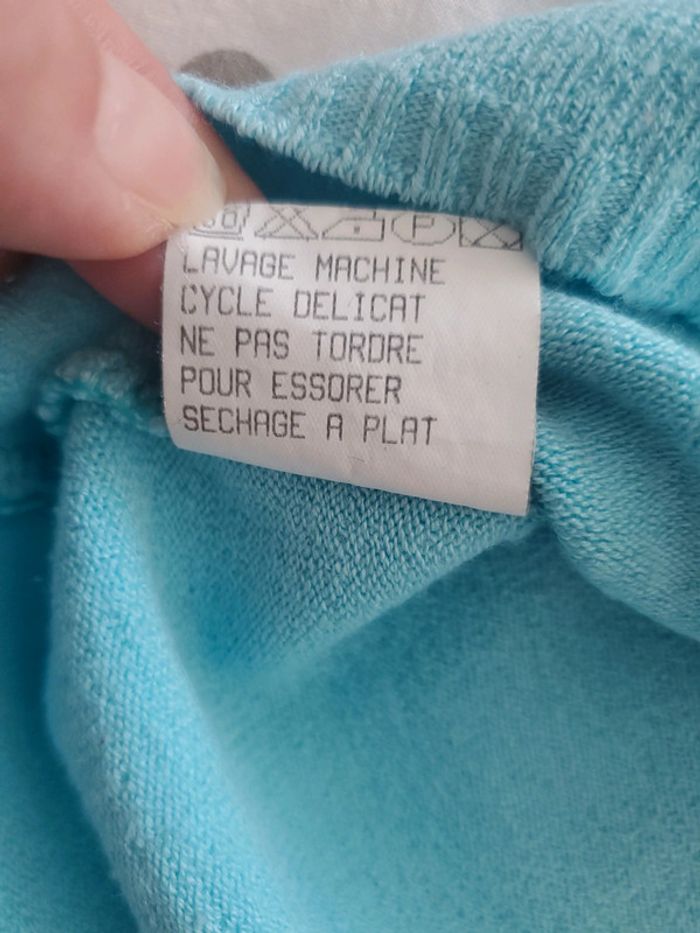 P
LAVAGE MACHINE
CYCLE DELICAT
NE PAS TORDRE
POUR ESSORER
SECHAGE A PLAT